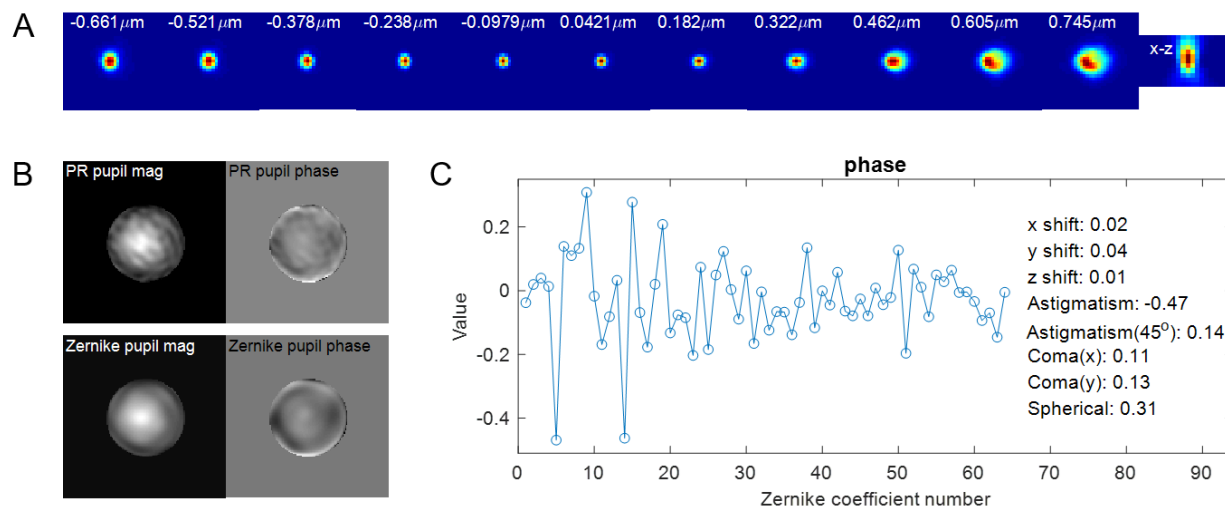 A
-0.661μm -0.521μm -0.378μm -0.238μm -0.0979μm 0.0421μm 0.182μm 0.322μm 0.462μm 0.605μm 0.745μm
x-z
B
PR pupil mag PR pupil phase
Zernike pupil mag Zernike pupil phase
C
phase
Value
0.2
0
-0.2
-0.4
x shift: 0.02
y shift: 0.04
z shift: 0.01
Astigmatism: -0.47
Astigmatism(45°): 0.14
Coma(x): 0.11
Coma(y): 0.13
Spherical: 0.31
0 10 20 30 40 50 60 70 80 90
Zernike coefficient number